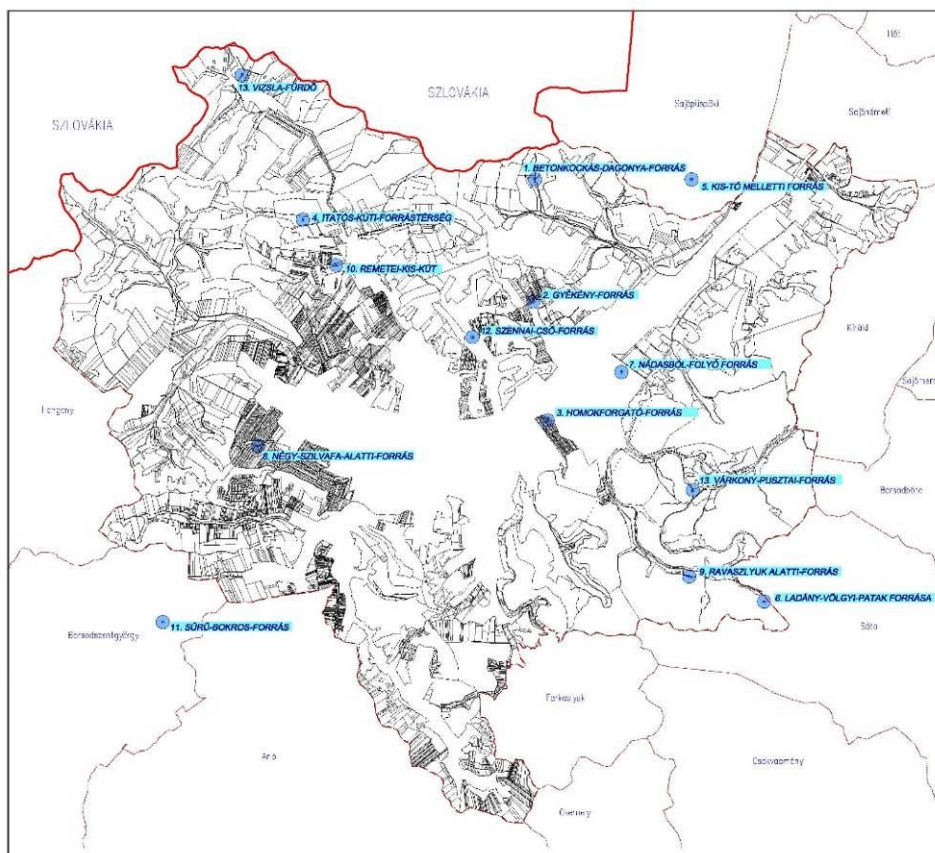 Sajópüspöki
Sajónémeti
SZLOVÁKIA
SZLOVÁKIA
13. VIZSLA-FÜRDŐ
1. BETONKOCKÁS-DAGONYA-FORRÁS
5. KIS-TÓ MELLETTI FORRÁS
4. ITATÓS-KÚTI-FORRÁSTÉRSÉG
10. REMETEI-KIS-KÚT
2. GYÉKÉNY-FORRÁS
12. SZENNAI-CSŐ-FORRÁS
Királd
7. NÁDASBÓL-FOLYÓ FORRÁS
Hangony
3. HOMOKFORGATÓ-FORRÁS
8. NÉGY-SZILVAFA-ALATTI-FORRÁS
13. VÁRKONY-PUSZTAI-FORRÁS
Borsodbóta
9. RAVASZLYUK ALATTI-FORRÁS
6. LADÁNY-VÖLGYI-PATAK FORRÁSA
11. SŰRŰ-BOKROS-FORRÁS
Borsodszentgyörgy
Sáta
Farkaslyuk
Arló
Csokvaomány
Csernely